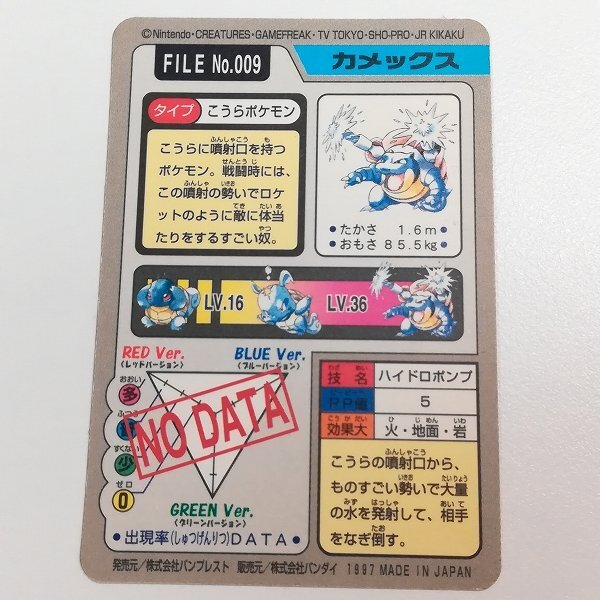 ©Nintendo・CREATURES・GAMEFREAK・TV TOKYO・SHO-PRO・JR KIKAKU
FILE No.009
カメックス
タイプ こうらポケモン
こうらに噴射口を持つ
ポケモン。戦闘時には、
この噴射の勢いでロケ
ットのように敵に体当
たりをするすごい奴。
●たかさ 1.6m●
●おもさ 85.5kg●
LV.16
LV.36
RED Ver.
(レッドバージョン)
BLUE Ver.
(ブルーバージョン)
おおい
多
ふつう
すくない
少
ゼロ
0
NO DATA
GREEN Ver.
(グリーンバージョン)
●出現率(しゅつげんりつ)DATA●
技名 ハイドロポンプ
PP値 5
効果大 火・地面・岩
こうらの噴射口から、
ものすごい勢いで大量
の水を発射して、相手
をなぎ倒す。
発売元/株式会社バンプレスト 販売元/株式会社バンダイ 1997 MADE IN JAPAN